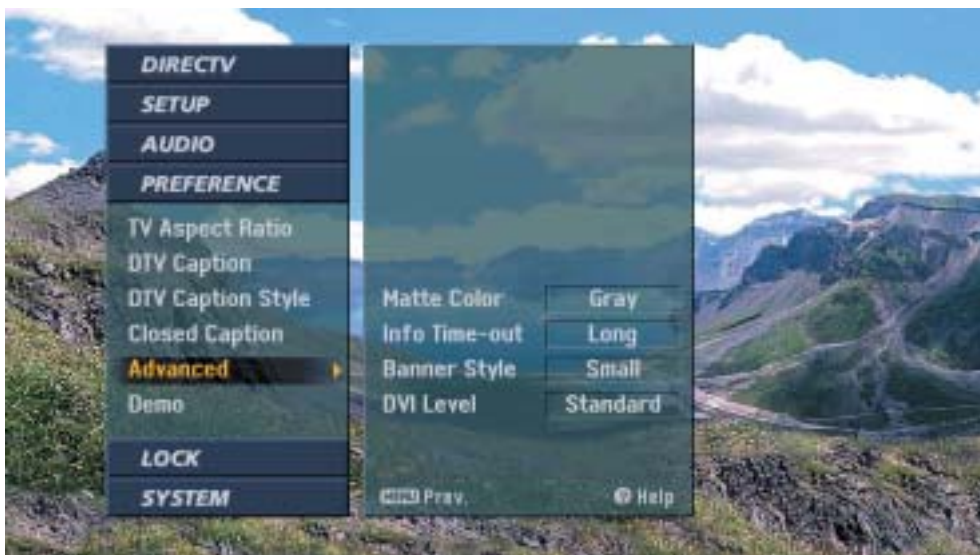 DIRECTV
SETUP
AUDIO
PREFERENCE
TV Aspect Ratio
DTV Caption
DTV Caption Style
Closed Caption
Advanced
Demo
LOCK
SYSTEM
Matte Color Gray
Info Time-out Long
Banner Style Small
DVI Level Standard
MENU Prev. ? Help